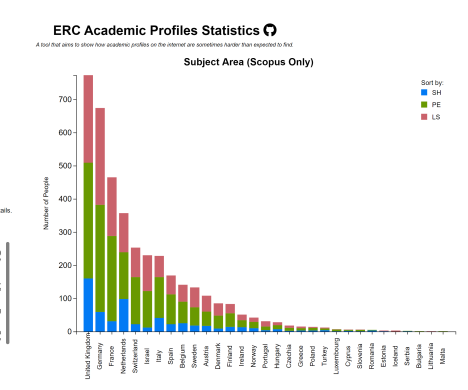 ERC Academic Profiles Statistics
A tool that aims to show how academic profiles on the internet are sometimes harder than expected to find.
Subject Area (Scopus Only)
Sort by:
SH
PE
LS
Number of People
700
600
500
400
300
200
100
0
United Kingdom
Germany
France
Netherlands
Switzerland
Israel
Italy
Spain
Belgium
Sweden
Austria
Denmark
Finland
Ireland
Norway
Portugal
Hungary
Czechia
Greece
Poland
Turkey
Luxembourg
Cyprus
Slovenia
Romania
Estonia
Iceland
Serbia
Bulgaria
Lithuania
Malta
tails.